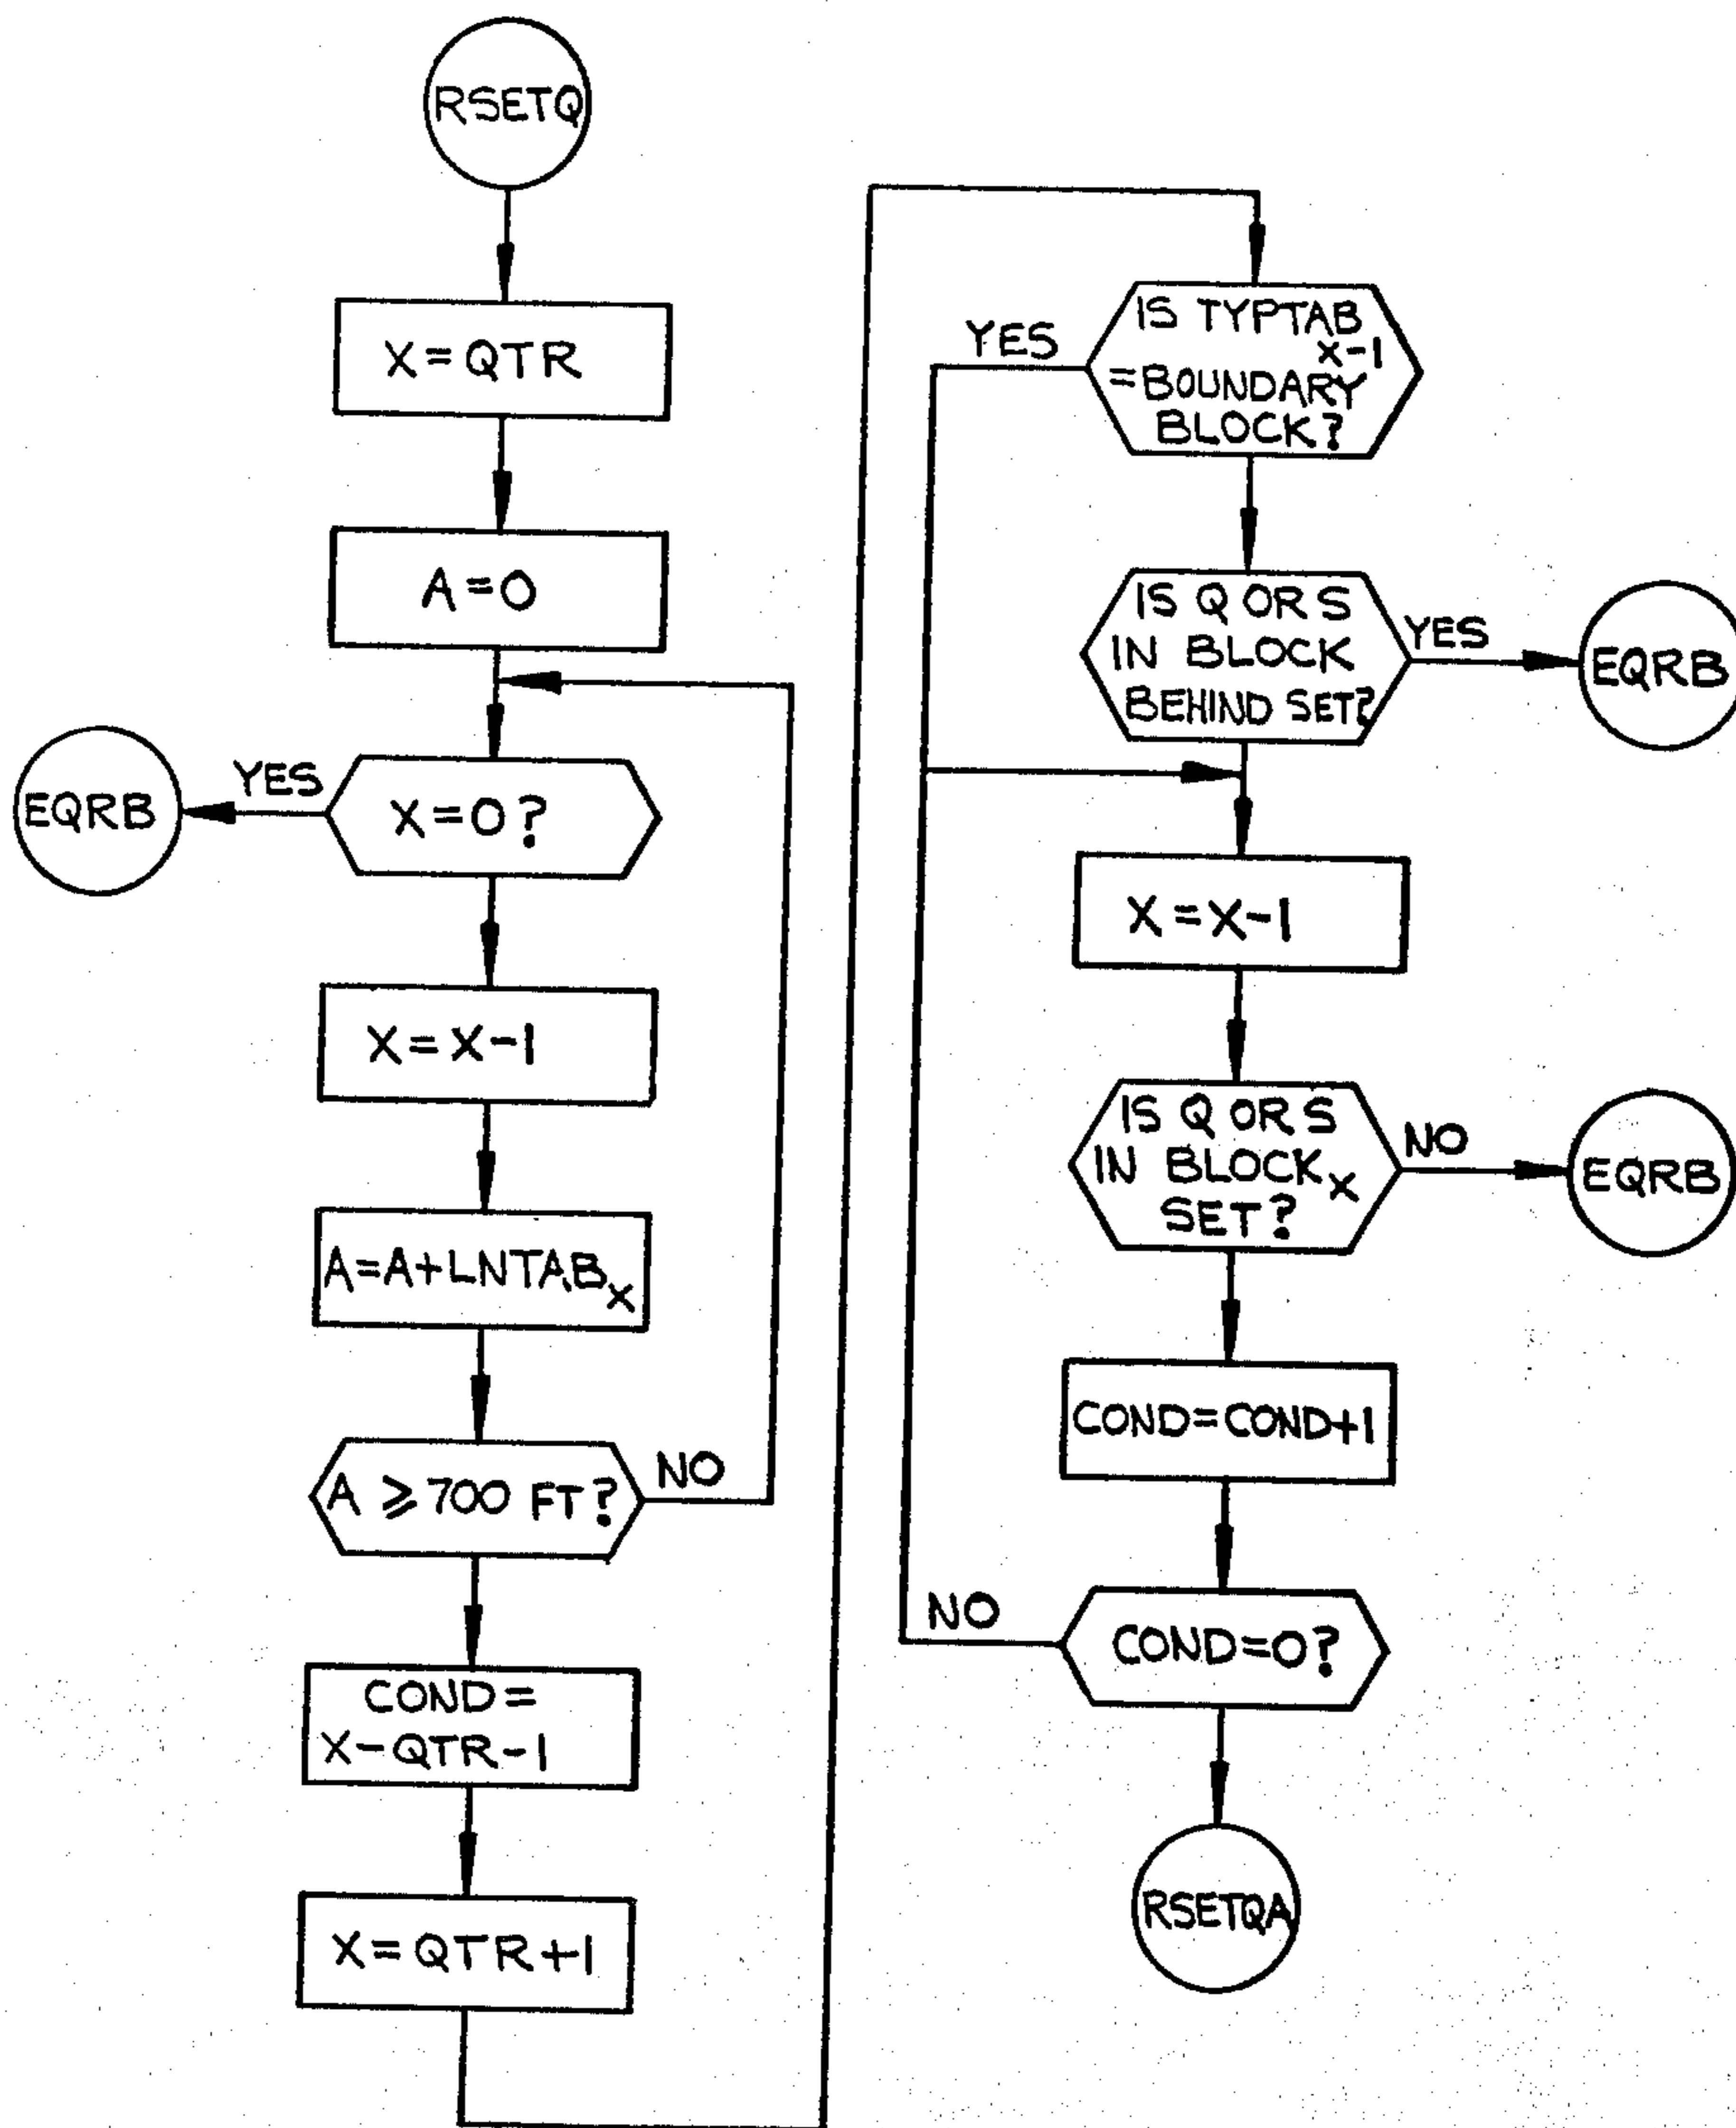 RSETQ
X=QTR
A=0
YES
EQRB
X=0?
X=X-1
A=A+LNTAB
X
A ≥ 700 FT?
NO
COND=
X-QTR-1
X=QTR+1
IS TYPTAB
X-1
=BOUNDARY
BLOCK?
YES
IS Q OR S
IN BLOCK
BEHIND SET?
YES
EQRB
X=X-1
IS Q OR S
IN BLOCK X
SET?
NO
EQRB
COND=COND+1
NO
COND=0?
RSETQA